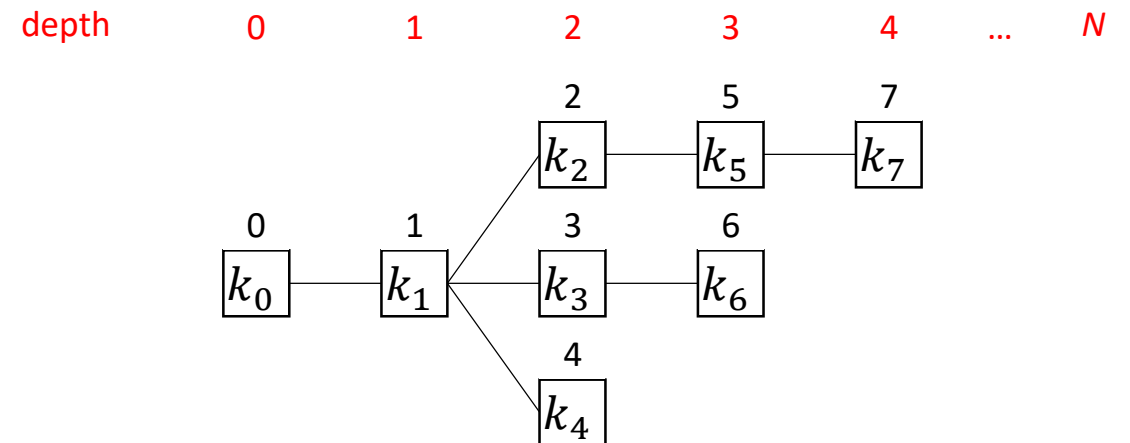 depth 0 1 2 3 4 ... N
2 5 7
k₂ k₅ k₇
0 1 3 6
k₀ k₁ k₃ k₆
4
k₄